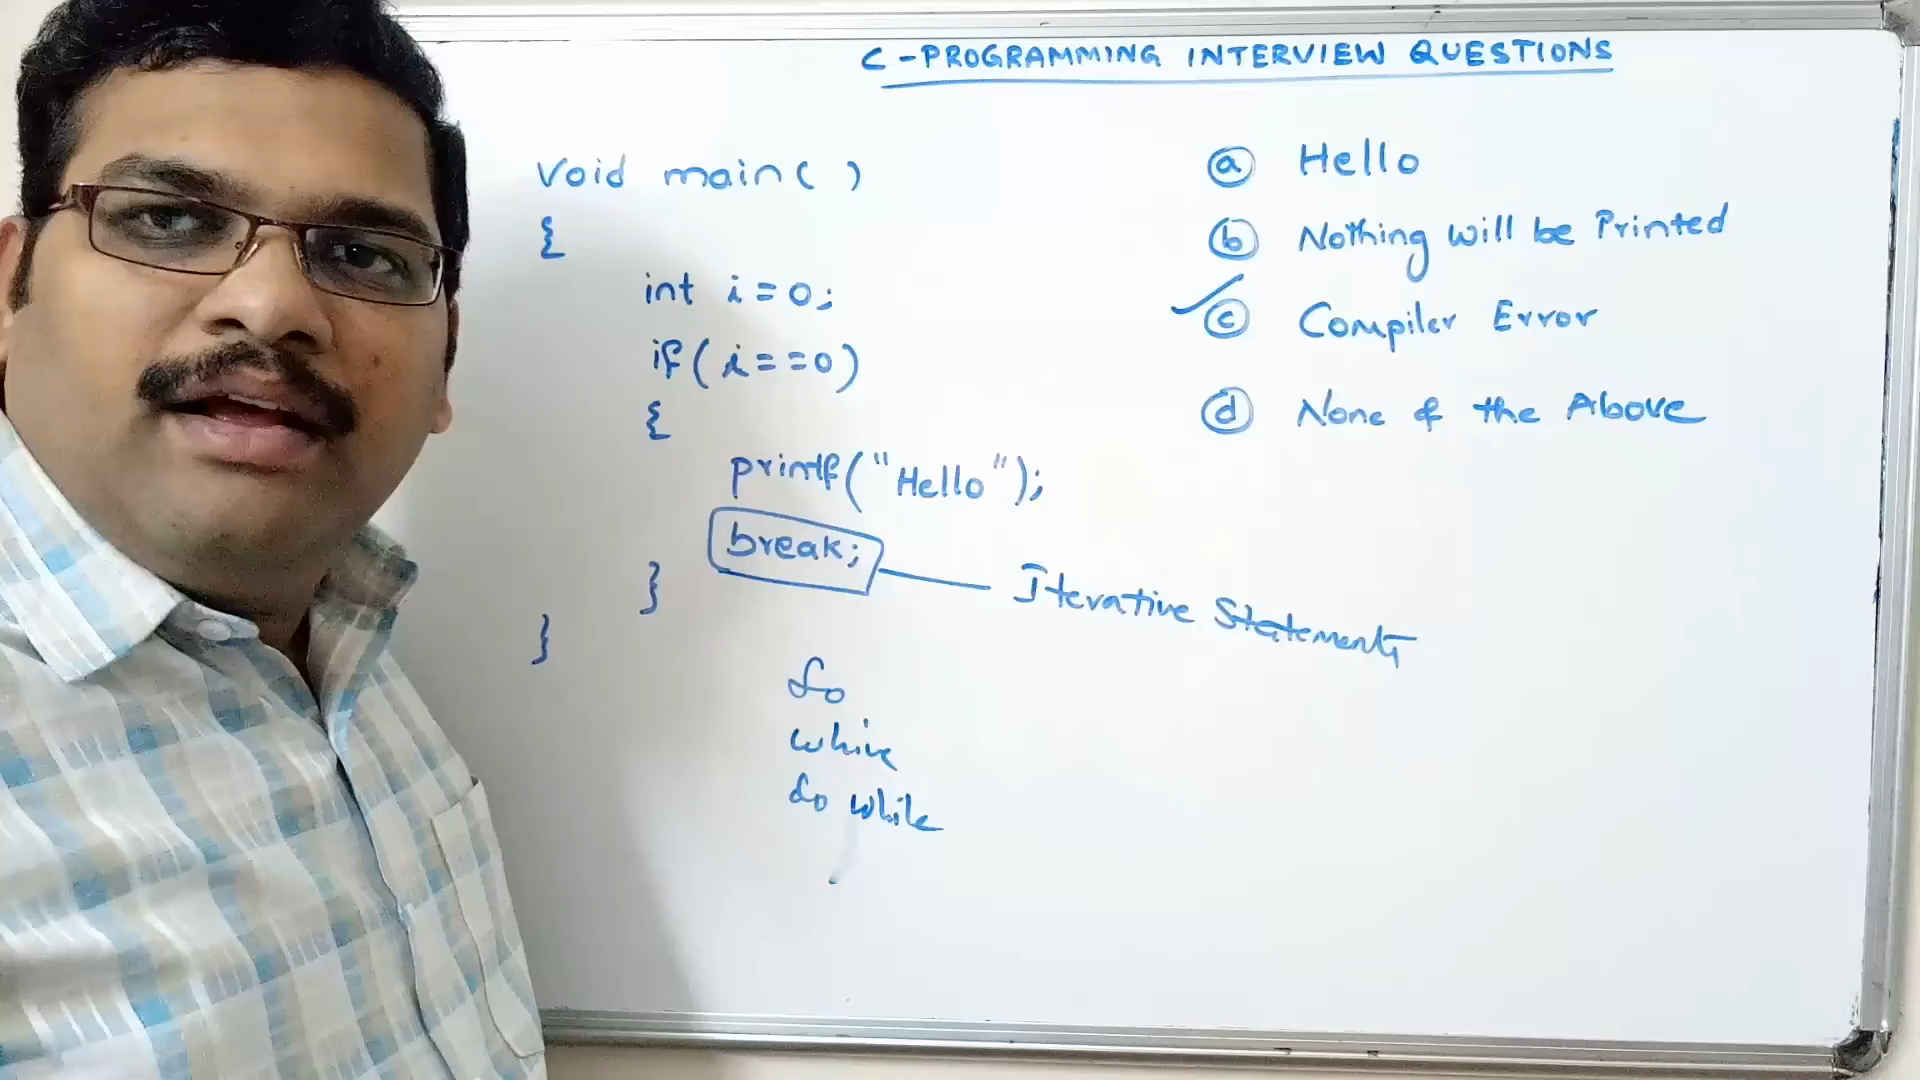 C-PROGRAMMING INTERVIEW QUESTIONS
void main( )
{
int i=0;
if(i==0)
{
printf("Hello");
break;
}
}
Iterative Statements
while
do while
a Hello
b Nothing will be Printed
c Compiler Error
d None of the Above